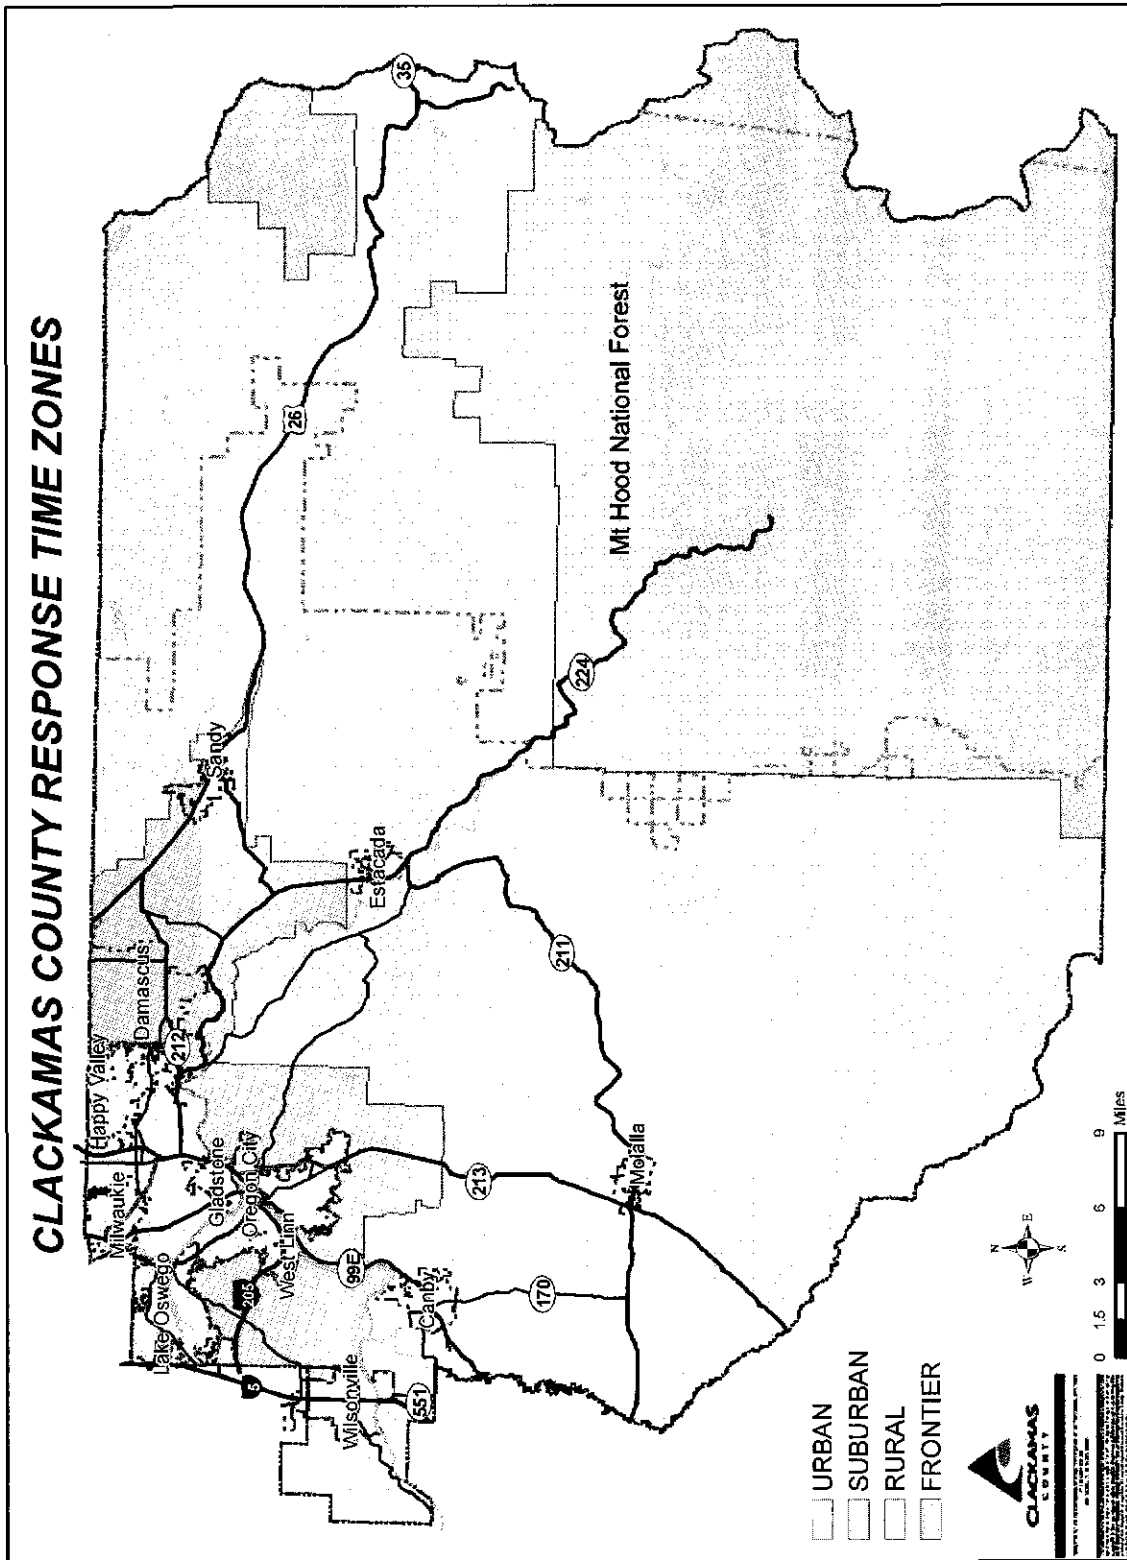 CLACKAMAS COUNTY RESPONSE TIME ZONES
35
26
Mt Hood National Forest
224
Sandy
Estacada
211
Damascus
212
Happy Valley
Milwaukie
Gladstone
Oregon City
213
Molalla
Lake Oswego
205
West Linn
99E
Canby
170
5
Wilsonville
551
URBAN
SUBURBAN
RURAL
FRONTIER
N
W E
S
0 1.5 3 6 9
Miles
CLACKAMAS
COUNTY